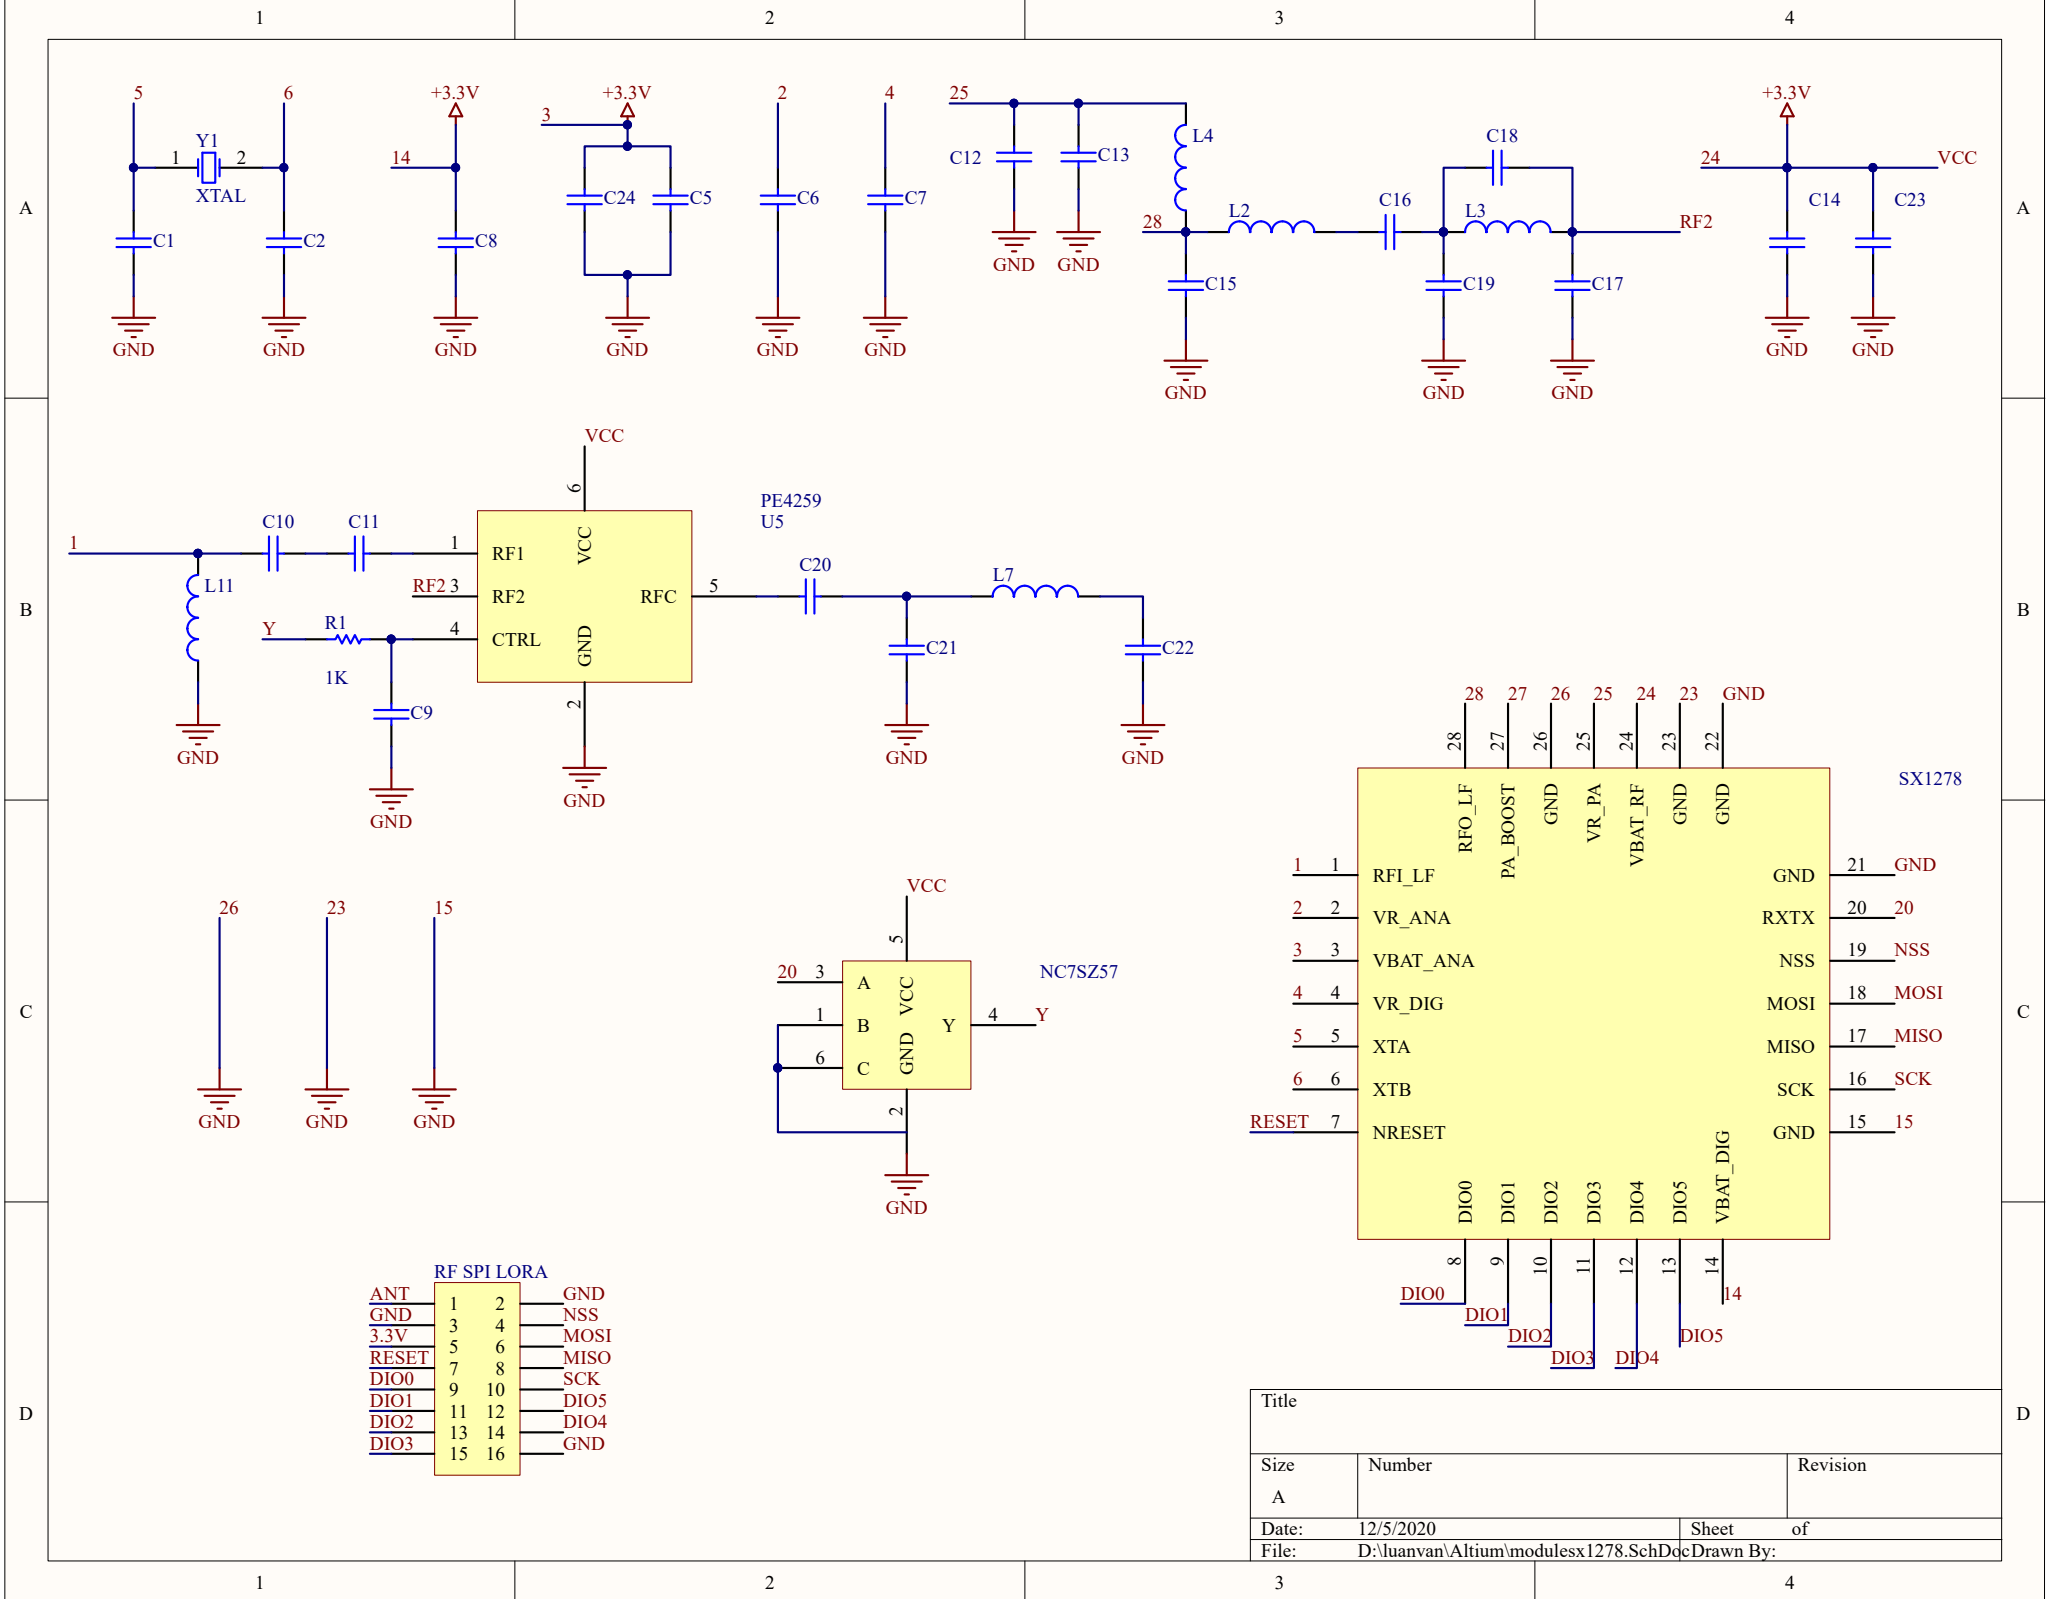 1 2 3 4
A
5 6 +3.3V +3.3V 2 4 25 +3.3V
3
Y1 L4 C18
1 2 14 C12 C13 24 VCC
XTAL C24 C5 C6 C7 C16 C14 C23
28 L2 L3 RF2
C1 C2 C8
GND GND
C15 C19 C17
GND GND GND GND GND GND GND GND
GND GND GND
A
B
VCC
6
PE4259
U5
C10 C11
1 1 RF1 VCC
C20
L11 RF2 3 RF2 RFC 5 L7
Y R1 4 CTRL GND C21 C22
1K
C9 2
GND GND GND
GND
GND
B
C
28 27 26 25 24 23 GND
28 27 26 25 24 23 22
SX1278
RFO_LF PA_BOOST GND VR_PA VBAT_RF GND GND
1 1 RFI_LF GND 21 GND
2 2 VR_ANA RXTX 20 20
3 3 VBAT_ANA NSS 19 NSS
4 4 VR_DIG MOSI 18 MOSI
5 5 XTA MISO 17 MISO
6 6 XTB SCK 16 SCK
RESET 7 NRESET GND 15 15
DIO0 DIO1 DIO2 DIO3 DIO4 DIO5 VBAT_DIG
8 9 10 11 12 13 14
DIO0 14
DIO1
DIO2 DIO5
DIO3 DIO4
26 23 15
GND GND GND
VCC
5
NC7SZ57
20 3 A VCC
1 B Y 4 Y
6 C GND
2
GND
C
D
RF SPI LORA
ANT 1 2 GND
GND 3 4 NSS
3.3V 5 6 MOSI
RESET 7 8 MISO
DIO0 9 10 SCK
DIO1 11 12 DIO5
DIO2 13 14 DIO4
DIO3 15 16 GND
D
Title
Size Number Revision
A
Date: 12/5/2020 Sheet of
File: D:\luanvan\Altium\modulesx1278.SchDoc Drawn By:
1 2 3 4